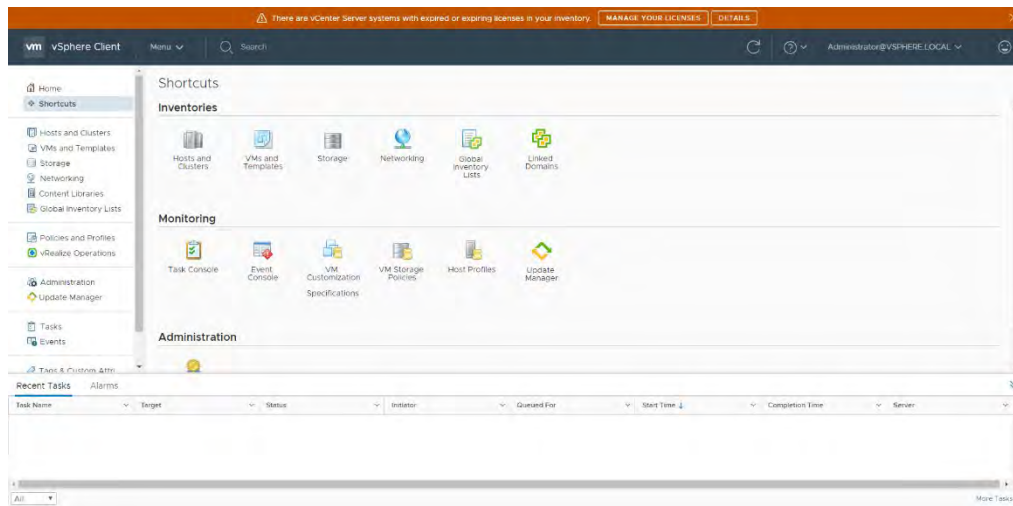 There are vCenter Server systems with expired or expiring licenses in your inventory. MANAGE YOUR LICENSES DETAILS
vm vSphere Client Menu Search Administrator@VSPHERE.LOCAL
Home
Shortcuts
Hosts and Clusters
VMs and Templates
Storage
Networking
Content Libraries
Global Inventory Lists
Policies and Profiles
vRealize Operations
Administration
Update Manager
Tasks
Events
Tags & Custom Attri
Shortcuts
Inventories
Hosts and
Clusters
VMs and
Templates
Storage
Networking
Global
Inventory
Lists
Linked
Domains
Monitoring
Task Console
Event
Console
VM
Customization
Specifications
VM Storage
Policies
Host Profiles
Update
Manager
Administration
Recent Tasks Alarms
Task Name Target Status Initiator Queued For Start Time Completion Time Server
All More Tasks